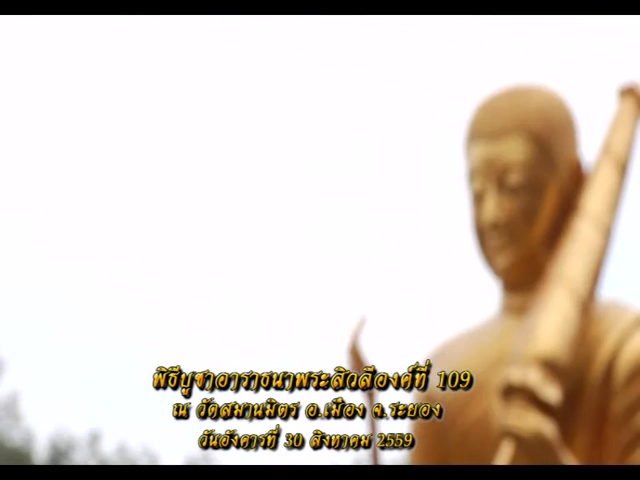 พิธีบูชาอาราธนาพระสิวลีองค์ที่ 109
ณ วัดสมานมิตร อ.เมือง จ.ระยอง
วันอังคารที่ 30 สิงหาคม 2559